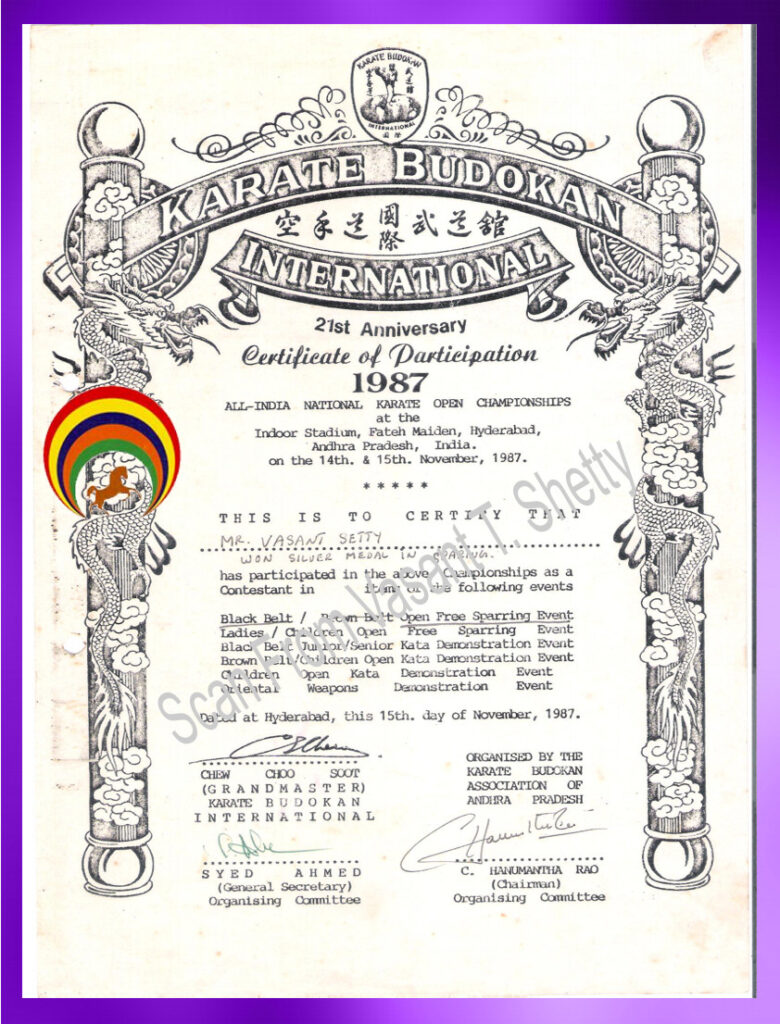 KARATE BUDOKAN
INTERNATIONAL
KARATE BUDOKAN
空手道 國際 武道館
INTERNATIONAL
21st Anniversary
Certificate of Participation
1987
ALL-INDIA NATIONAL KARATE OPEN CHAMPIONSHIPS
at the
Indoor Stadium, Fateh Maiden, Hyderabad,
Andhra Pradesh, India.
on the 14th. & 15th. November, 1987.
* * * * *
THIS IS TO CERTIFY THAT
MR. VASANT SETTY
WON SILVER MEDAL IN SPARING.
has participated in the above Championships as a
Contestant in items of the following events
Black Belt / Brown Belt Open Free Sparring Event
Ladies / Children Open Free Sparring Event
Black Belt Junior/Senior Kata Demonstration Event
Brown Belt/Children Open Kata Demonstration Event
Children Open Kata Demonstration Event
Oriental Weapons Demonstration Event
Dated at Hyderabad, this 15th. day of November, 1987.
CHEW CHOO SOOT
(GRANDMASTER)
KARATE BUDOKAN
INTERNATIONAL
ORGANISED BY THE
KARATE BUDOKAN
ASSOCIATION OF
ANDHRA PRADESH
SYED AHMED
(General Secretary)
Organising Committee
C. HANUMANTHA RAO
(Chairman)
Organising Committee
Scan From Vasant T. Shetty